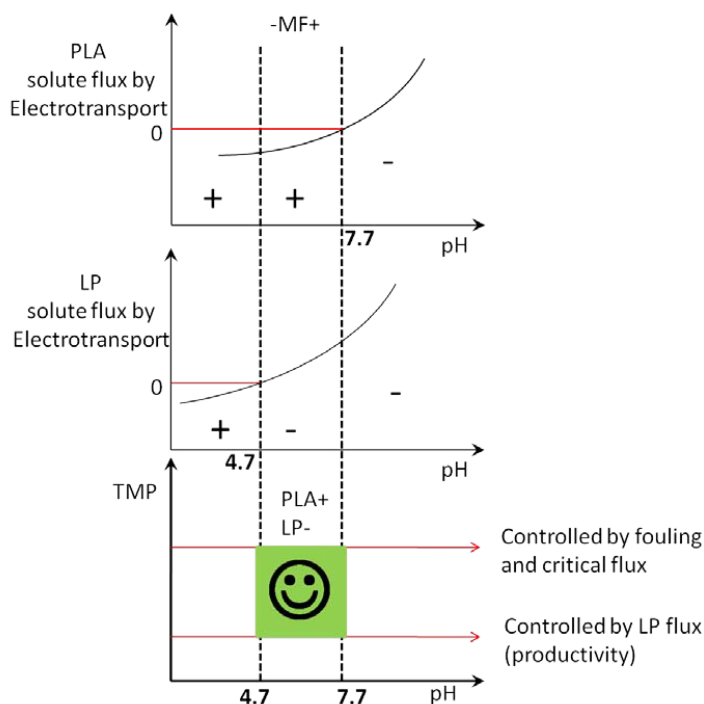 -MF+
PLA
solute flux by
Electrotransport
0
+
+
-
7.7
pH
LP
solute flux by
Electrotransport
0
+
-
-
4.7
pH
TMP
PLA+
LP-
Controlled by fouling
and critical flux
Controlled by LP flux
(productivity)
4.7
7.7
pH